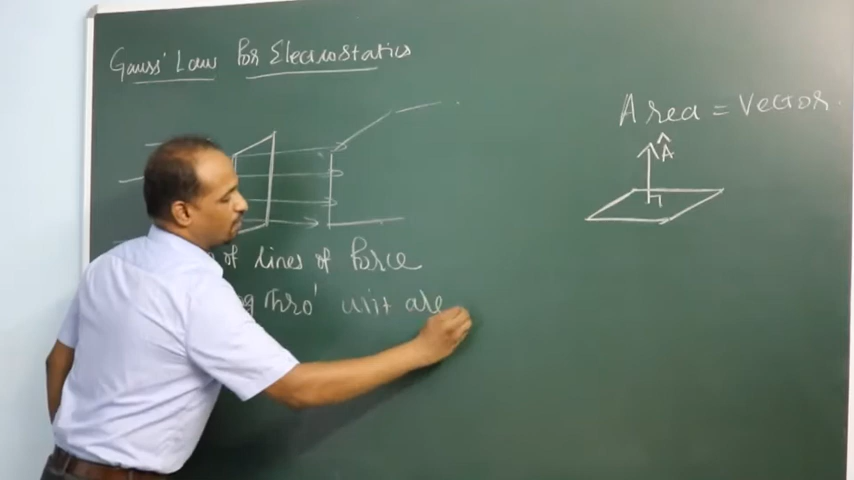 Gauss' Law for Electrostatics
Area = Vector.
Â
of lines of force
thro' unit are